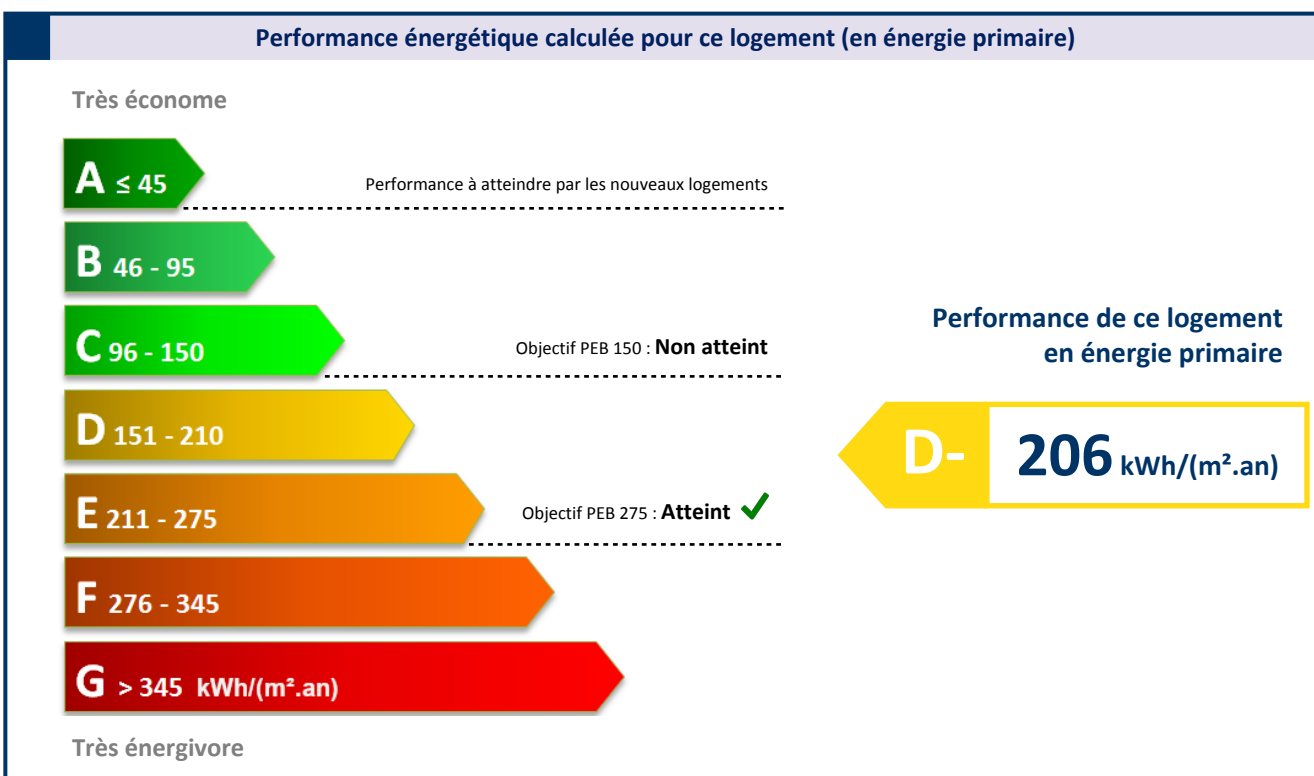 Performance énergétique calculée pour ce logement (en énergie primaire)
Très économe
A ≤ 45
Performance à atteindre par les nouveaux logements
B 46 - 95
C 96 - 150
Objectif PEB 150 : Non atteint
D 151 - 210
E 211 - 275
Objectif PEB 275 : Atteint ✓
F 276 - 345
G > 345 kWh/(m².an)
Très énergivore
Performance de ce logement
en énergie primaire
D- 206 kWh/(m².an)